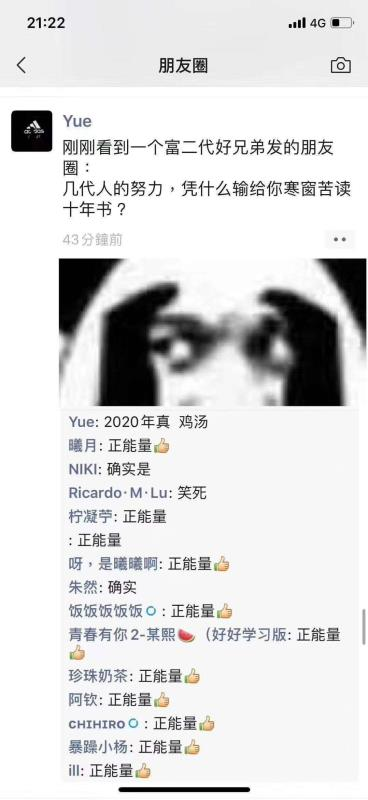 21:22
4G
朋友圈
Yue
刚刚看到一个富二代好兄弟发的朋友
圈：
几代人的努力，凭什么输给你寒窗苦读
十年书？
43分鐘前
Yue: 2020年真 鸡汤
曦月: 正能量👍
NIKI: 确实是
Ricardo·M·Lu: 笑死
柠凝苧: 正能量
: 正能量
呀，是曦曦啊: 正能量👍
朱然: 确实
饭饭饭饭饭: 正能量👍
青春有你2-某熙🍉（好好学习版: 正能量
👍
珍珠奶茶: 正能量👍
阿钦: 正能量👍
ᴄʜɪʜɪʀᴏ: 正能量👍
暴躁小杨: 正能量👍
ill: 正能量👍